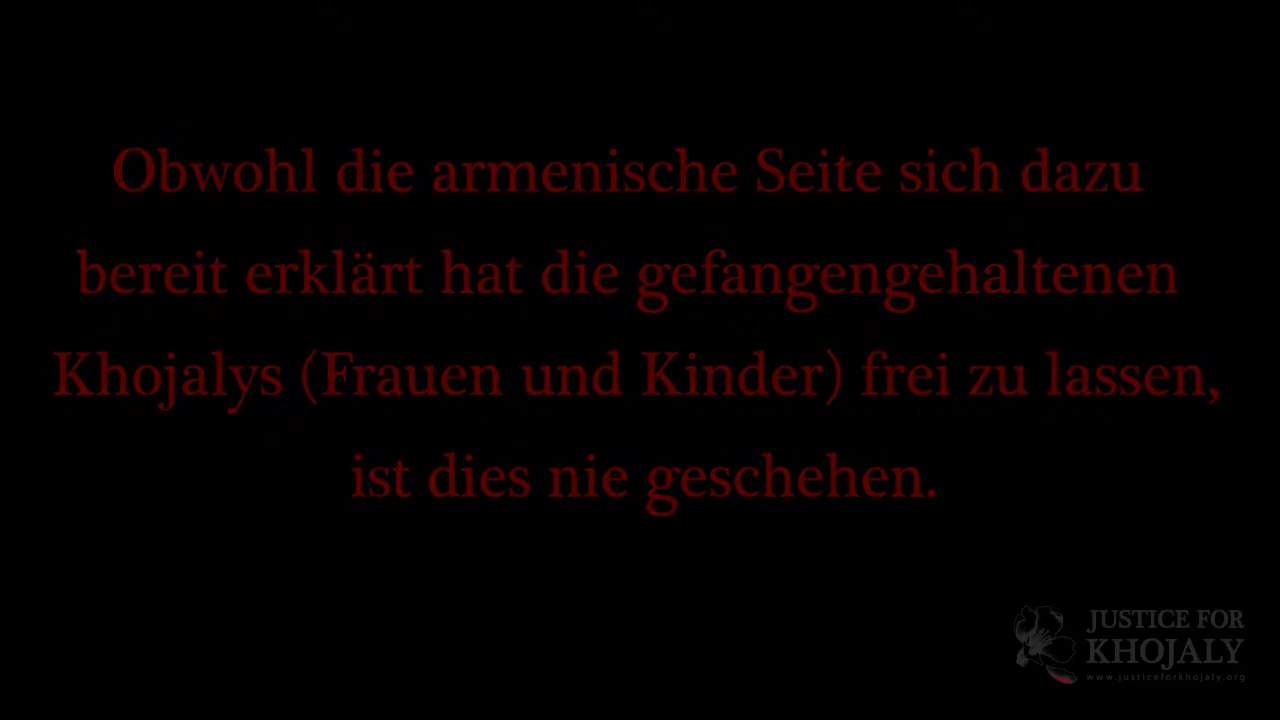 Obwohl die armenische Seite sich dazu
bereit erklärt hat die gefangengehaltenen
Khojalys (Frauen und Kinder) frei zu lassen,
ist dies nie geschehen.
JUSTICE FOR
KHOJALY
www.justiceforkhojaly.org